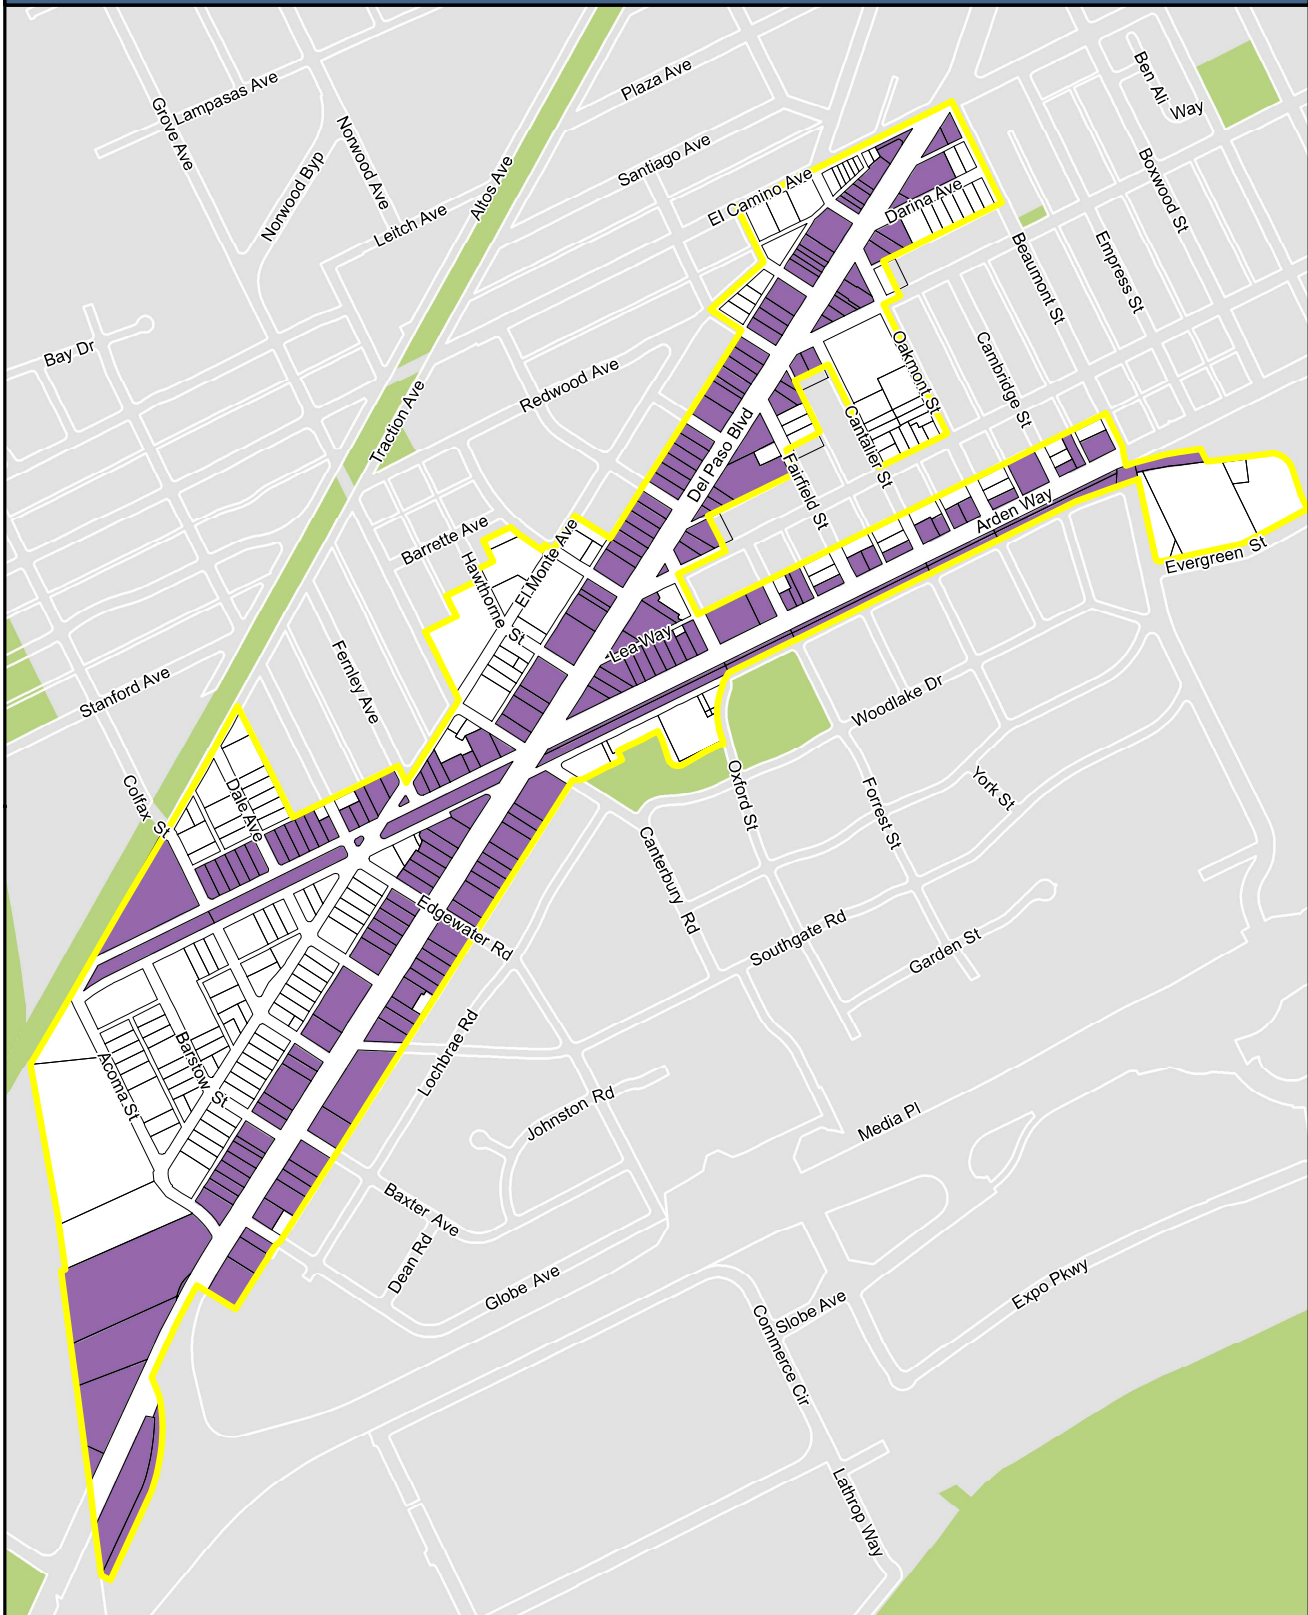 Ben Ali
Way
Plaza Ave
Lampasas Ave
Grove Ave
Norwood Ave
Norwood Byp
Santiago Ave
Altos Ave
El Camino Ave
Leitch Ave
Darina Ave
Boxwood St
Empress St
Beaumont St
Bay Dr
Redwood Ave
Oakmont St
Cambridge St
Traction Ave
Del Paso Blvd
Cantalier St
Fairfield St
Arden Way
Evergreen St
Barrette Ave
El Monte Ave
Hawthorne St
Lea Way
Fernley Ave
Stanford Ave
Woodlake Dr
Colfax St
Dale Ave
Oxford St
York St
Forrest St
Canterbury Rd
Edgewater Rd
Southgate Rd
Garden St
Lochbrae Rd
Barstow St
Acoma St
Johnston Rd
Media Pl
Baxter Ave
Dean Rd
Globe Ave
Expo Pkwy
Slobe Ave
Commerce Cir
Lathrop Way